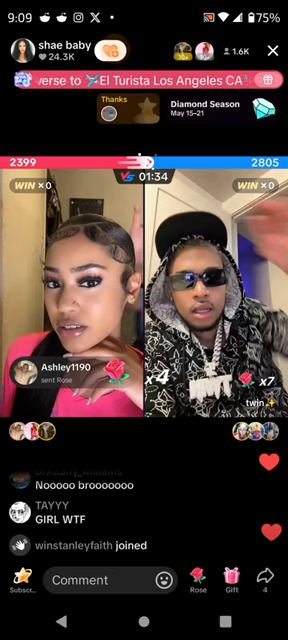 9:09
75%
shae baby
24.3K
1.6K
verse to El Turista Los Angeles CA
Thanks
Diamond Season
May 15–21
2399
2805
VS 01:34
WIN ×0
WIN ×0
Ashley1190
sent Rose
x4
x7
twin
Nooooo brooooooo
TAYYY
GIRL WTF
winstanleyfaith joined
Subscr...
Comment
Rose
Gift
4